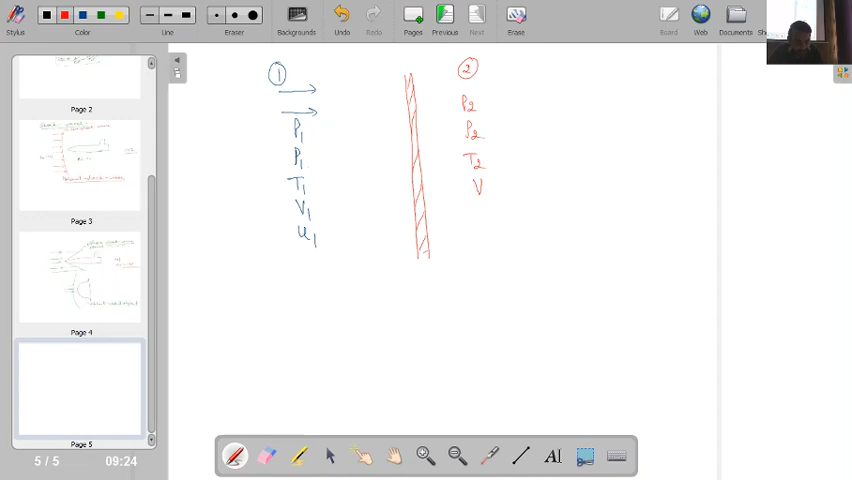 Stylus
Color
Line
Eraser
Backgrounds
Undo
Redo
Pages
Previous
Next
Erase
Board
Web
Documents
Page 2
Page 3
Page 4
Page 5
5 / 5
09:24
①
P1
ρ1
T1
V1
u1
②
P2
ρ2
T2
V
AI